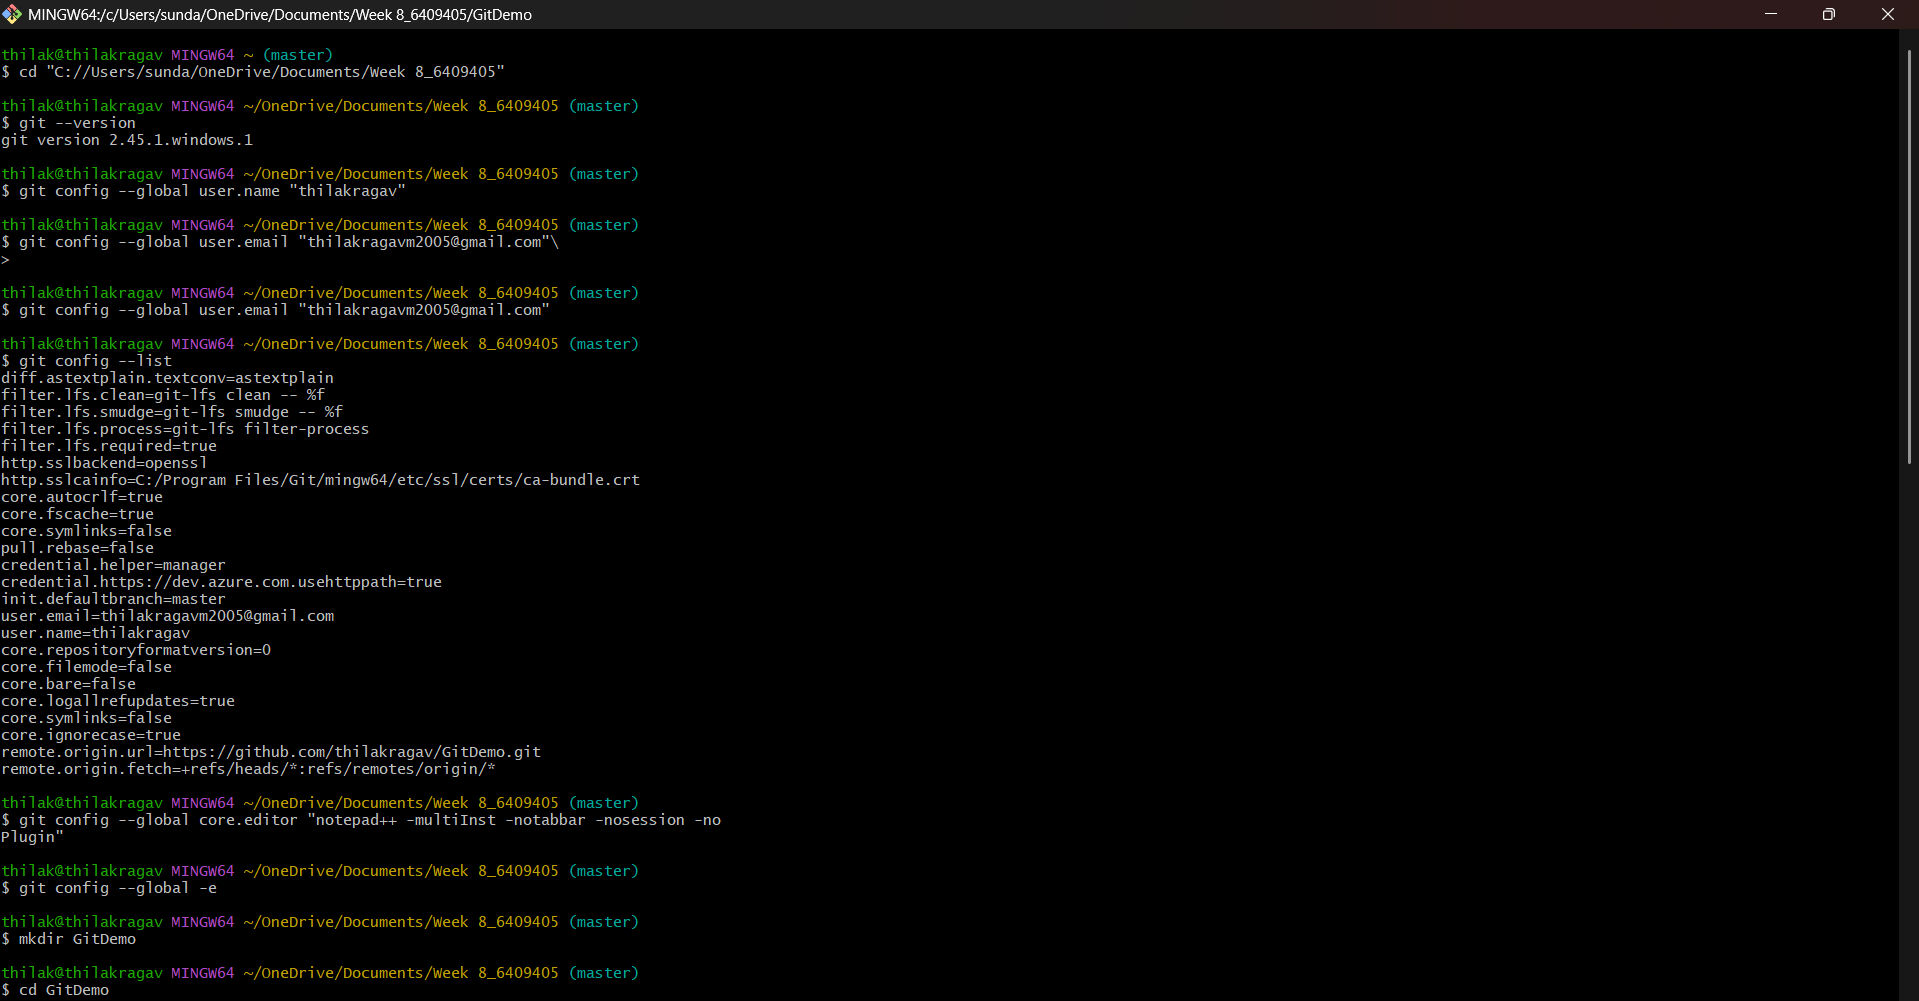 MINGW64:/c/Users/sunda/OneDrive/Documents/Week 8_6409405/GitDemo
thilak@thilakragav MINGW64 ~ (master)
$ cd "C://Users/sunda/OneDrive/Documents/Week 8_6409405"
thilak@thilakragav MINGW64 ~/OneDrive/Documents/Week 8_6409405 (master)
$ git --version
git version 2.45.1.windows.1
thilak@thilakragav MINGW64 ~/OneDrive/Documents/Week 8_6409405 (master)
$ git config --global user.name "thilakragav"
thilak@thilakragav MINGW64 ~/OneDrive/Documents/Week 8_6409405 (master)
$ git config --global user.email "thilakragavm2005@gmail.com"\
>
thilak@thilakragav MINGW64 ~/OneDrive/Documents/Week 8_6409405 (master)
$ git config --global user.email "thilakragavm2005@gmail.com"
thilak@thilakragav MINGW64 ~/OneDrive/Documents/Week 8_6409405 (master)
$ git config --list
diff.astextplain.textconv=astextplain
filter.lfs.clean=git-lfs clean -- %f
filter.lfs.smudge=git-lfs smudge -- %f
filter.lfs.process=git-lfs filter-process
filter.lfs.required=true
http.sslbackend=openssl
http.sslcainfo=C:/Program Files/Git/mingw64/etc/ssl/certs/ca-bundle.crt
core.autocrlf=true
core.fscache=true
core.symlinks=false
pull.rebase=false
credential.helper=manager
credential.https://dev.azure.com.usehttppath=true
init.defaultbranch=master
user.email=thilakragavm2005@gmail.com
user.name=thilakragav
core.repositoryformatversion=0
core.filemode=false
core.bare=false
core.logallrefupdates=true
core.symlinks=false
core.ignorecase=true
remote.origin.url=https://github.com/thilakragav/GitDemo.git
remote.origin.fetch=+refs/heads/*:refs/remotes/origin/*
thilak@thilakragav MINGW64 ~/OneDrive/Documents/Week 8_6409405 (master)
$ git config --global core.editor "notepad++ -multiInst -notabbar -nosession -no
Plugin"
thilak@thilakragav MINGW64 ~/OneDrive/Documents/Week 8_6409405 (master)
$ git config --global -e
thilak@thilakragav MINGW64 ~/OneDrive/Documents/Week 8_6409405 (master)
$ mkdir GitDemo
thilak@thilakragav MINGW64 ~/OneDrive/Documents/Week 8_6409405 (master)
$ cd GitDemo